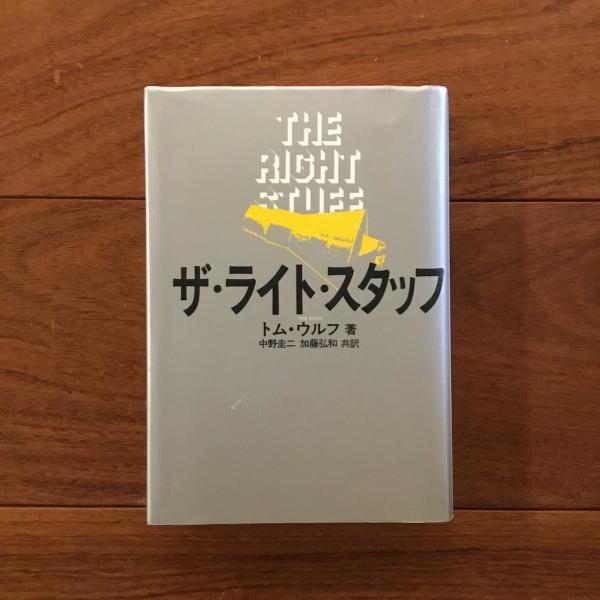 THE
RIGHT
STUFF
ザ・ライト・スタッフ
トム・ウルフ 著
中野圭二 加藤弘和 共訳